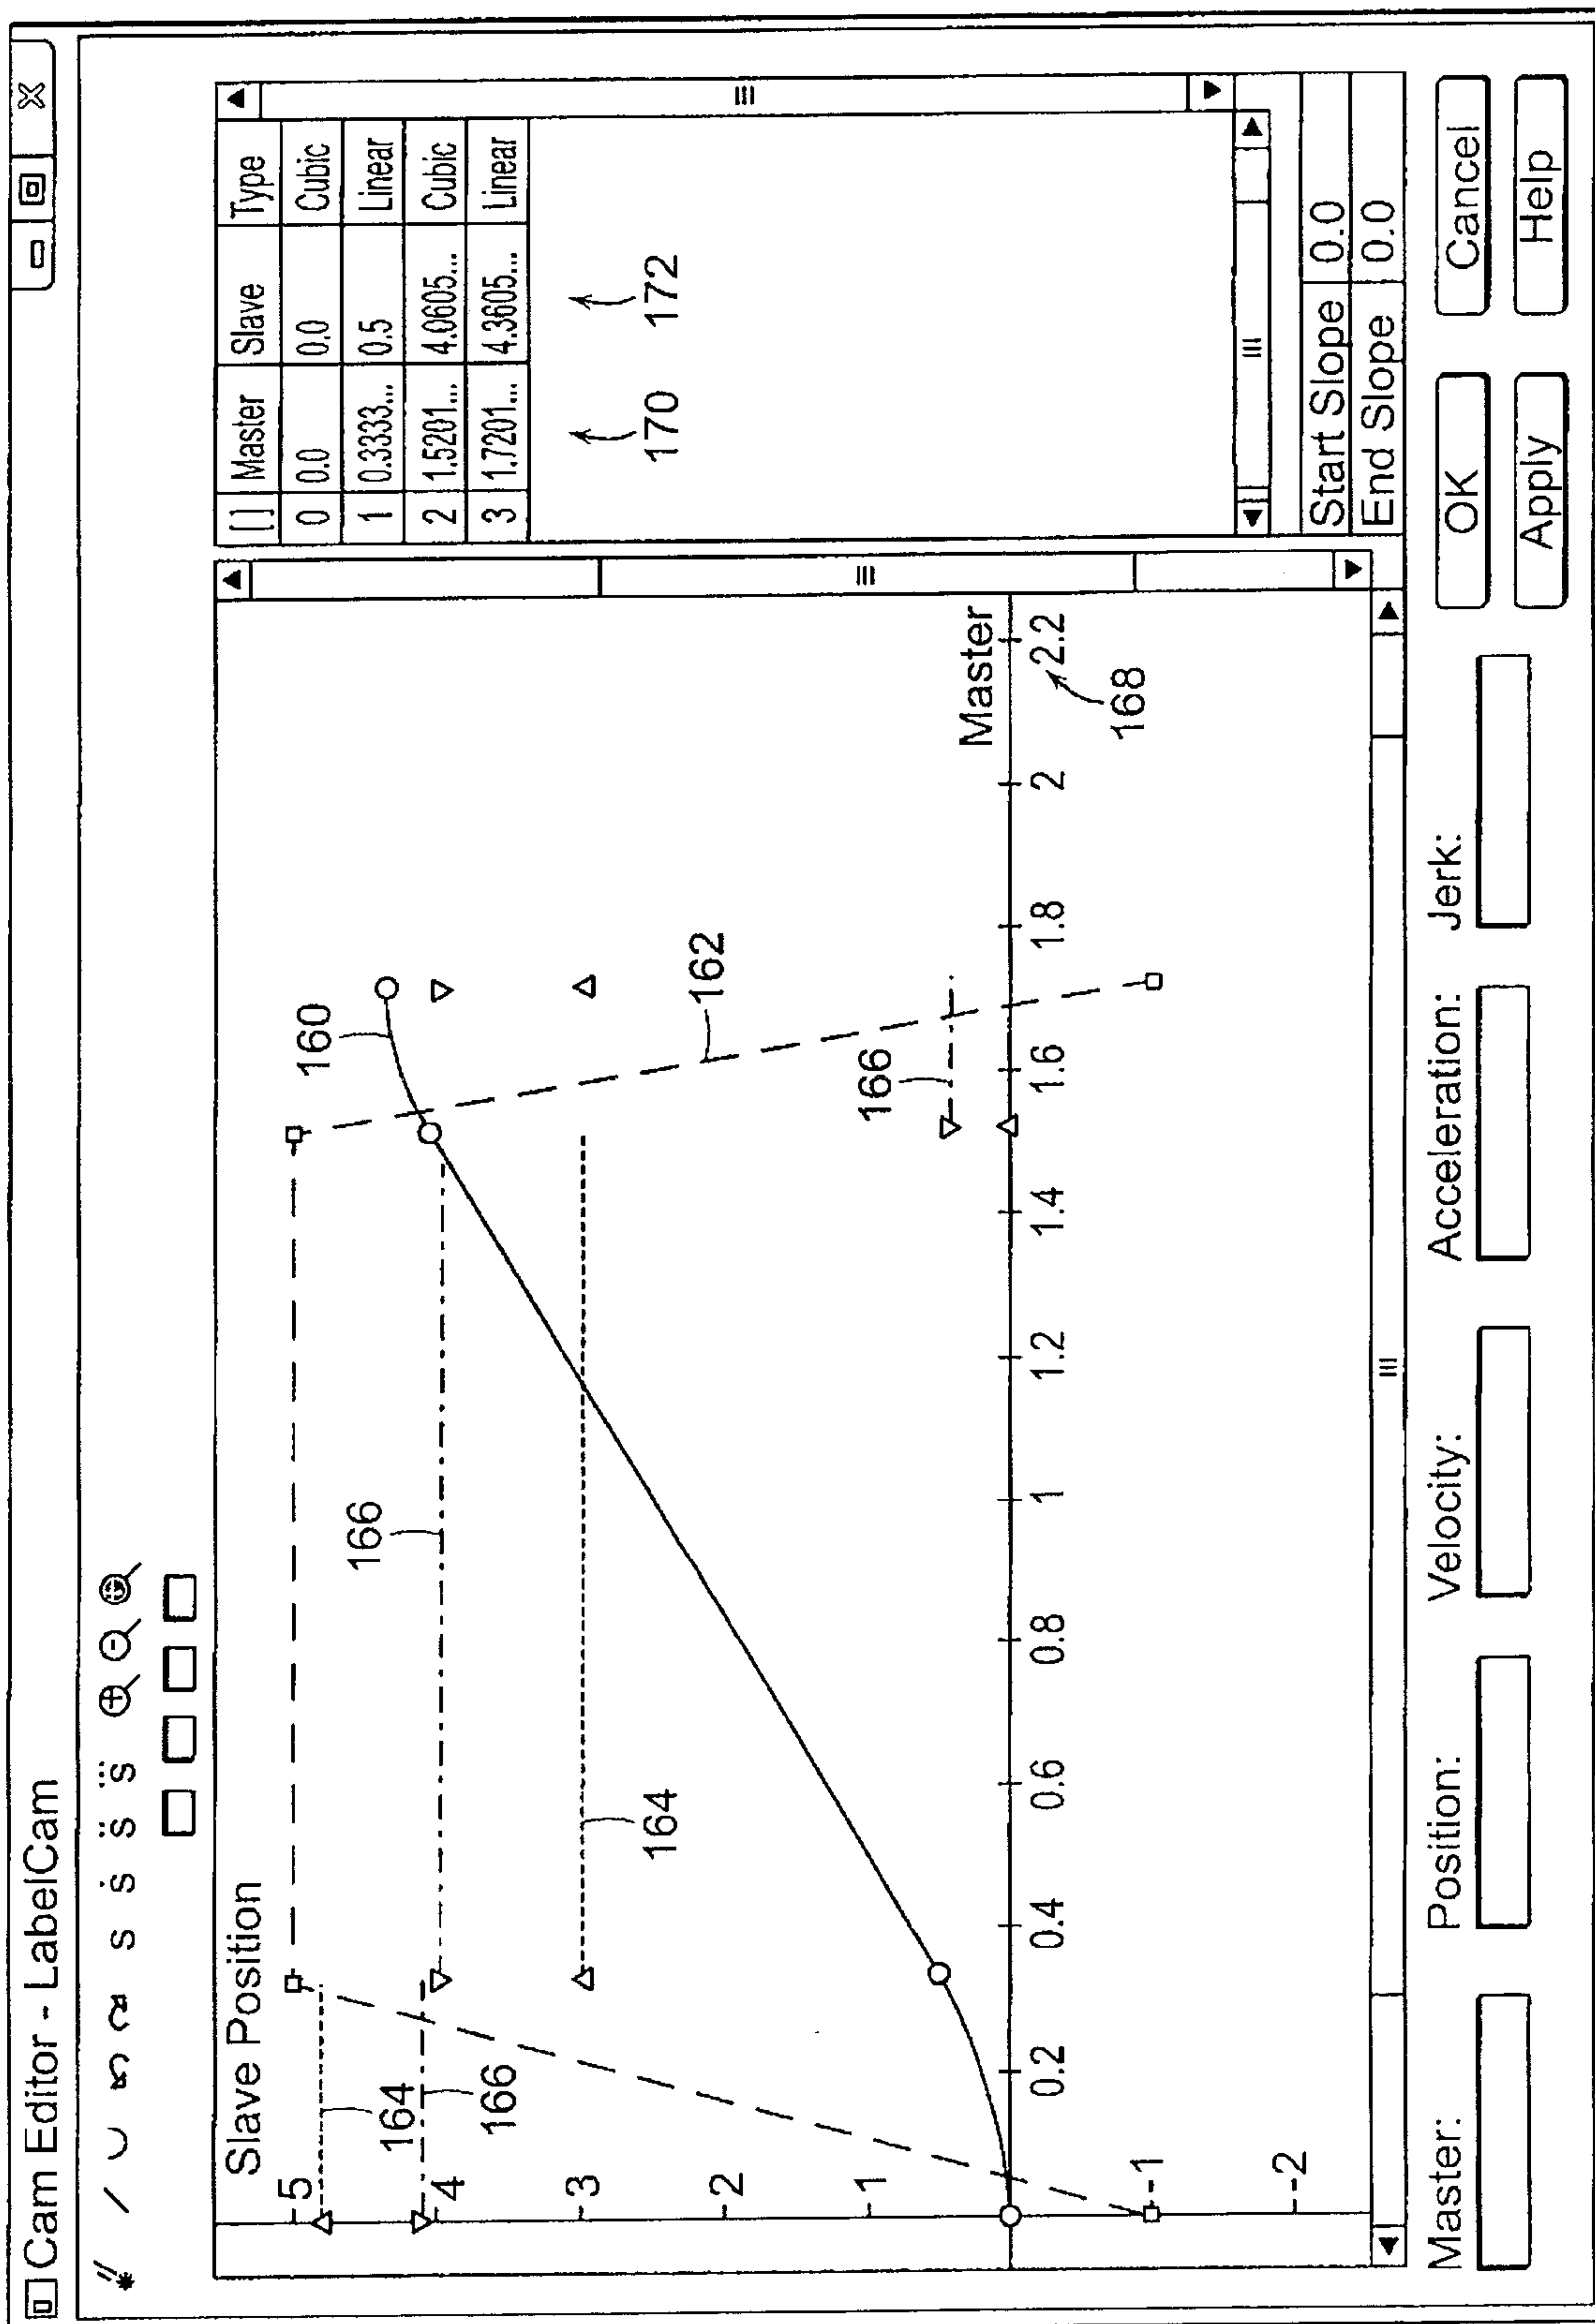 Cam Editor - LabelCam
X
S Ṡ S̈ S⃛
Slave Position
5
4
3
2
1
-1
-2
0.2
0.4
0.6
0.8
1
1.2
1.4
1.6
1.8
2
2.2
Master
160
162
164
164
166
166
166
168
[ ] Master Slave Type
0 0.0 0.0 Cubic
1 0.3333... 0.5 Linear
2 1.5201... 4.0605... Cubic
3 1.7201... 4.3605... Linear
170
172
Start Slope 0.0
End Slope 0.0
Master:
Position:
Velocity:
Acceleration:
Jerk:
OK
Cancel
Apply
Help